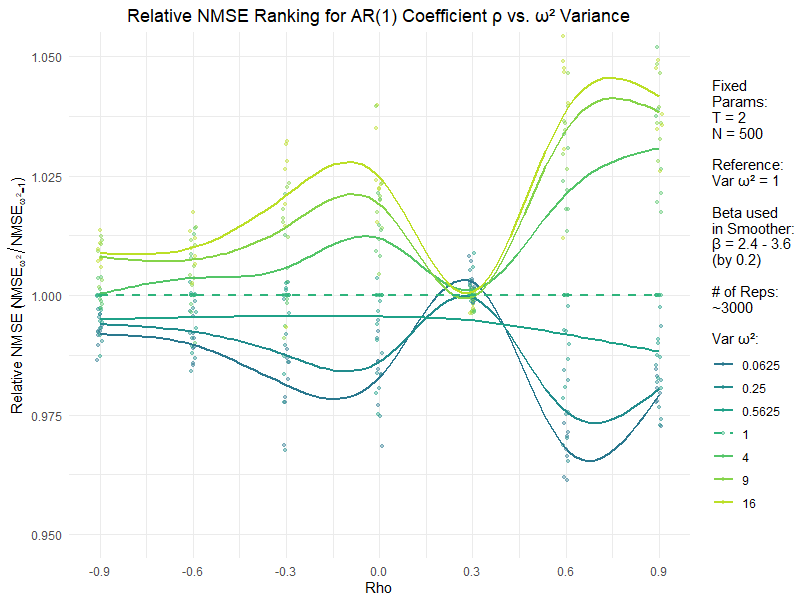 Relative NMSE Ranking for AR(1) Coefficient ρ vs. ω² Variance
Relative NMSE (NMSE_ω² / NMSE_ω²=1)
1.050
1.025
1.000
0.975
0.950
-0.9
-0.6
-0.3
0.0
0.3
0.6
0.9
Rho
Fixed
Params:
T = 2
N = 500
Reference:
Var ω² = 1
Beta used
in Smoother:
β = 2.4 - 3.6
(by 0.2)
# of Reps:
~3000
Var ω²:
0.0625
0.25
0.5625
1
4
9
16